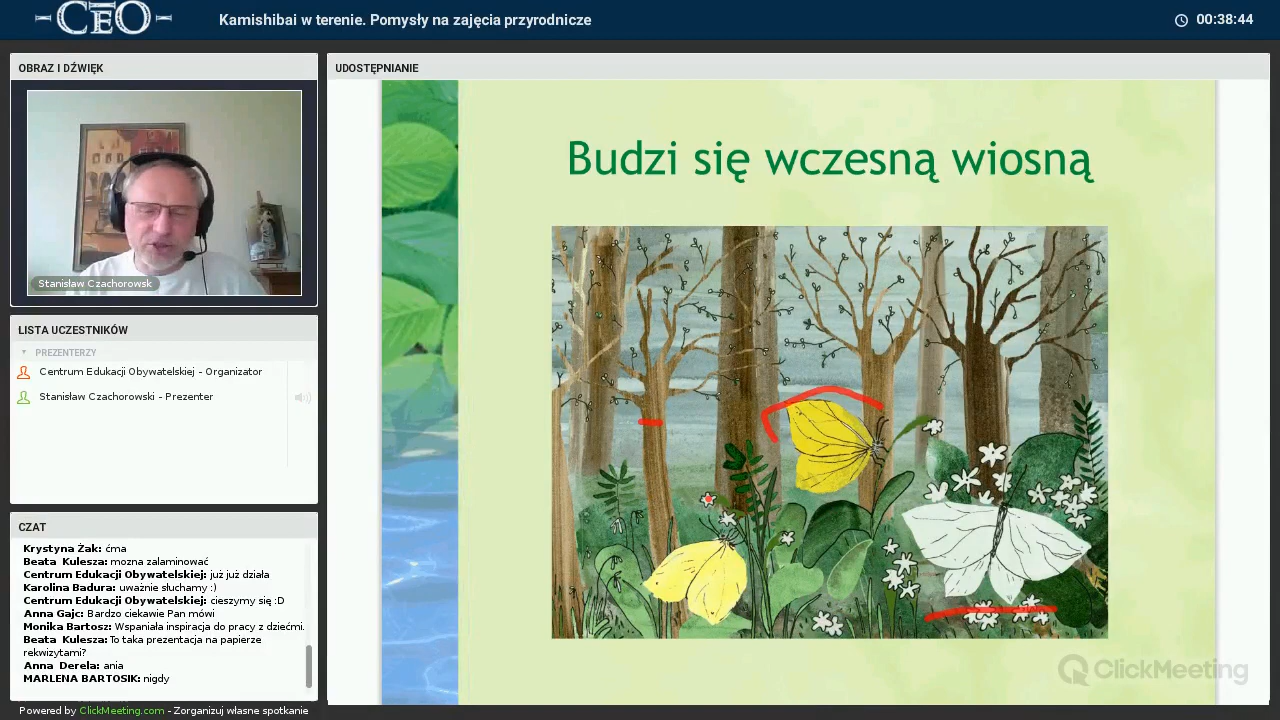 CEO
Kamishibai w terenie. Pomysły na zajęcia przyrodnicze
00:38:44
OBRAZ I DŹWIĘK
Stanisław Czachorowsk
LISTA UCZESTNIKÓW
PREZENTERZY
Centrum Edukacji Obywatelskiej - Organizator
Stanisław Czachorowski - Prezenter
CZAT
Krystyna Żak: ćma
Beata Kulesza: mozna zalaminować
Centrum Edukacji Obywatelskiej: już już działa
Karolina Badura: uważnie słuchamy :)
Centrum Edukacji Obywatelskiej: cieszymy się :D
Anna Gajc: Bardzo ciekawie Pan mówi
Monika Bartosz: Wspaniała inspiracja do pracy z dziećmi.
Beata Kulesza: To taka prezentacja na papierze
rekwizytami?
Anna Derela: ania
MARLENA BARTOSIK: nigdy
Powered by ClickMeeting.com - Zorganizuj własne spotkanie
UDOSTĘPNIANIE
Budzi się wczesną wiosną
ClickMeeting